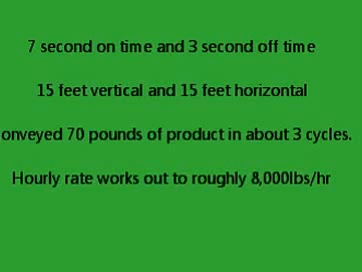 7 second on time and 3 second off time
15 feet vertical and 15 feet horizontal
onveyed 70 pounds of product in about 3 cycles.
Hourly rate works out to roughly 8,000lbs/hr